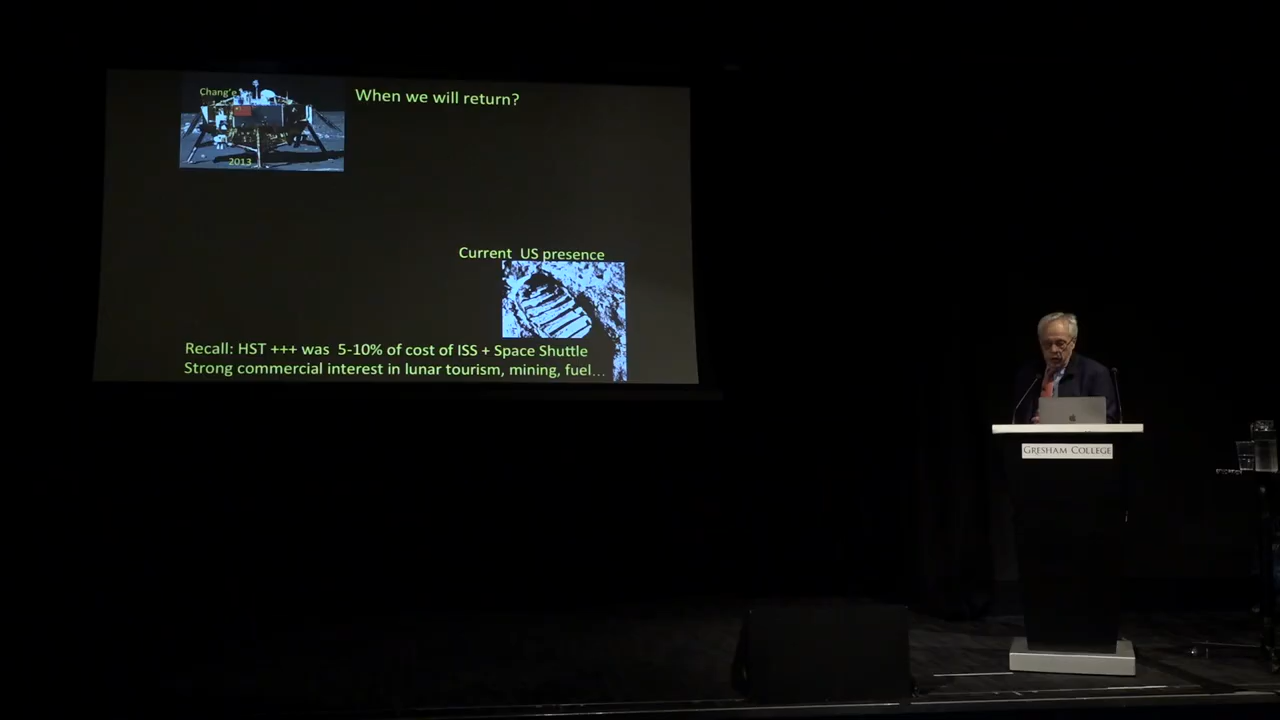 Chang'e
When we will return?
2013
Current US presence
Recall: HST +++ was 5-10% of cost of ISS + Space Shuttle
Strong commercial interest in lunar tourism, mining, fuel...
GRESHAM COLLEGE